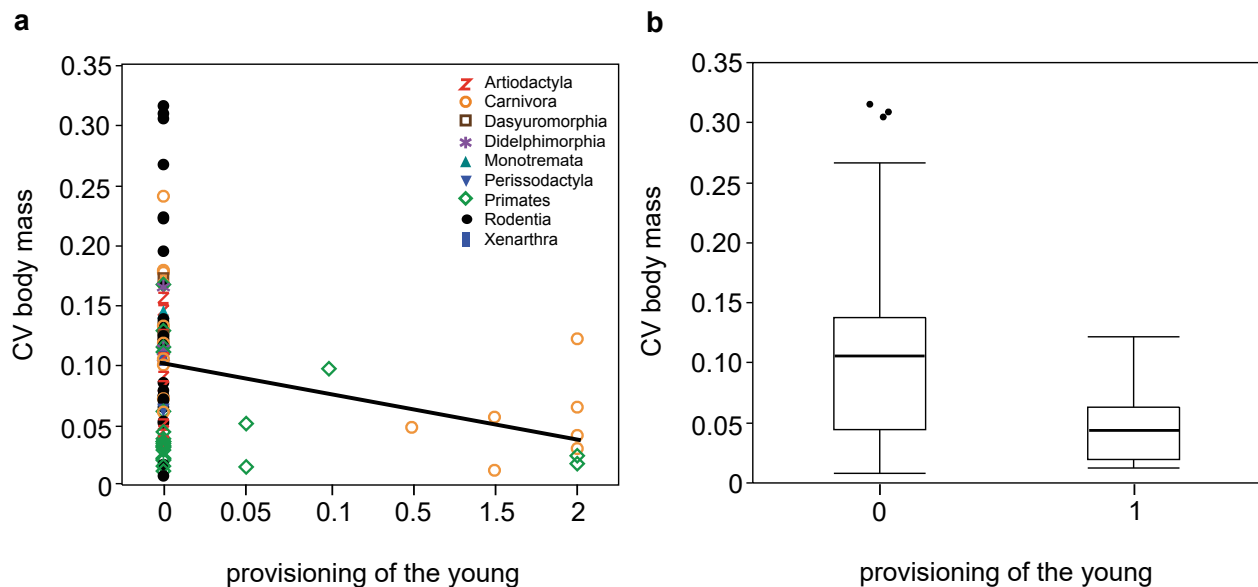 a
CV body mass
0.35
0.30
0.25
0.20
0.15
0.10
0.05
0
0
0.05
0.1
0.5
1.5
2
provisioning of the young
Artiodactyla
Carnivora
Dasyuromorphia
Didelphimorphia
Monotremata
Perissodactyla
Primates
Rodentia
Xenarthra
b
CV body mass
0.35
0.30
0.25
0.20
0.15
0.10
0.05
0
0
1
provisioning of the young